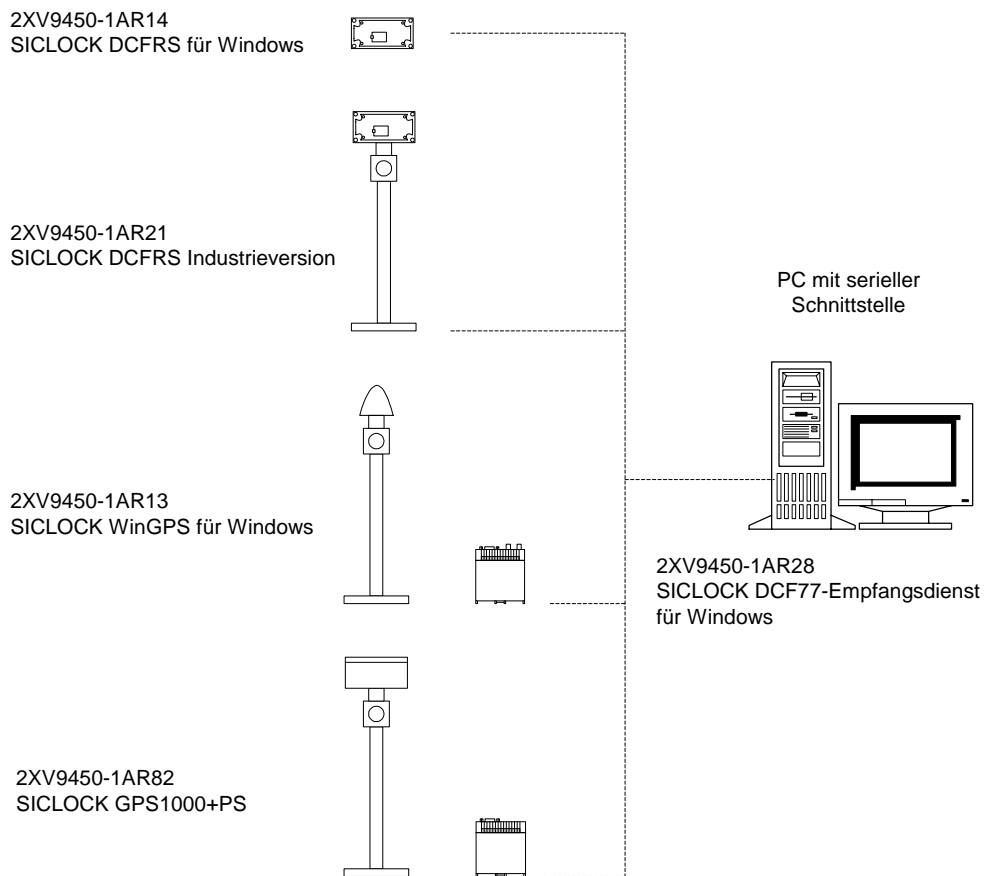 2XV9450-1AR14
SICLOCK DCFRS für Windows
2XV9450-1AR21
SICLOCK DCFRS Industrieversion
PC mit serieller
Schnittstelle
2XV9450-1AR13
SICLOCK WinGPS für Windows
2XV9450-1AR28
SICLOCK DCF77-Empfangsdienst
für Windows
2XV9450-1AR82
SICLOCK GPS1000+PS